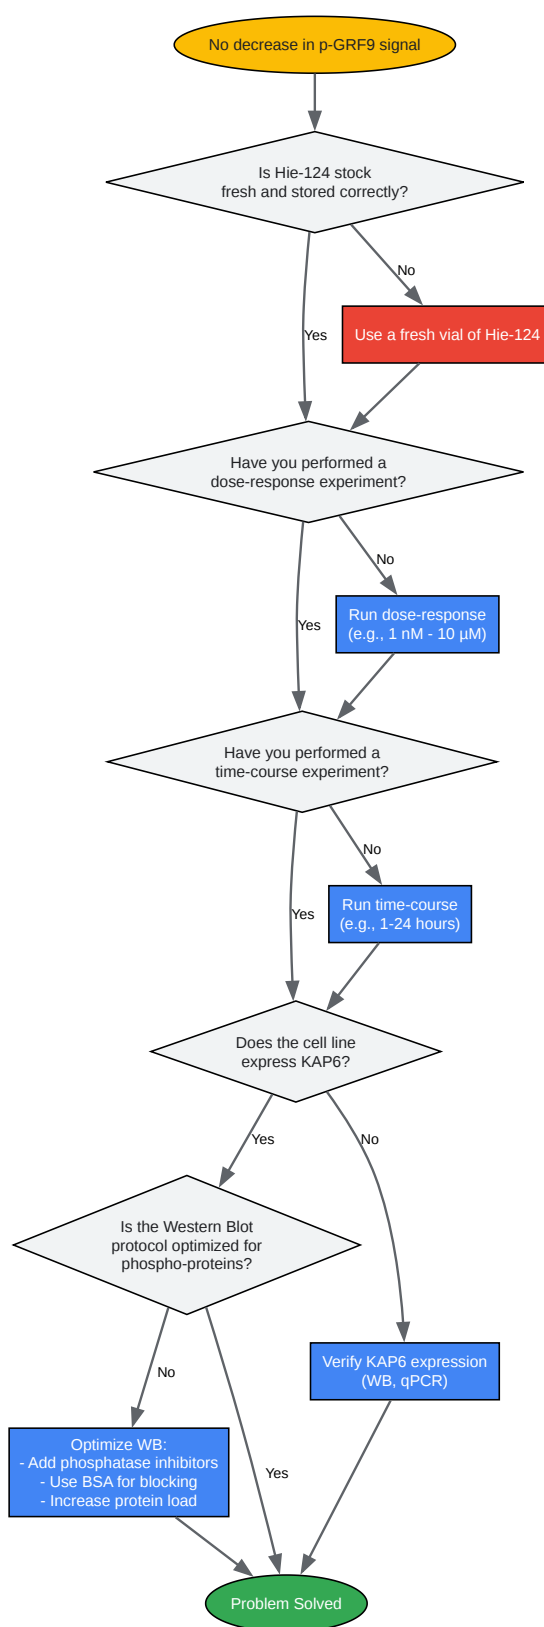 No decrease in p-GRF9 signal
Is Hie-124 stock
fresh and stored correctly?
No
Yes
Use a fresh vial of Hie-124
Have you performed a
dose-response experiment?
No
Yes
Run dose-response
(e.g., 1 nM - 10 µM)
Have you performed a
time-course experiment?
No
Yes
Run time-course
(e.g., 1-24 hours)
Does the cell line
express KAP6?
Yes
No
Is the Western Blot
protocol optimized for
phospho-proteins?
Verify KAP6 expression
(WB, qPCR)
No
Optimize WB:
- Add phosphatase inhibitors
- Use BSA for blocking
- Increase protein load
Yes
Problem Solved